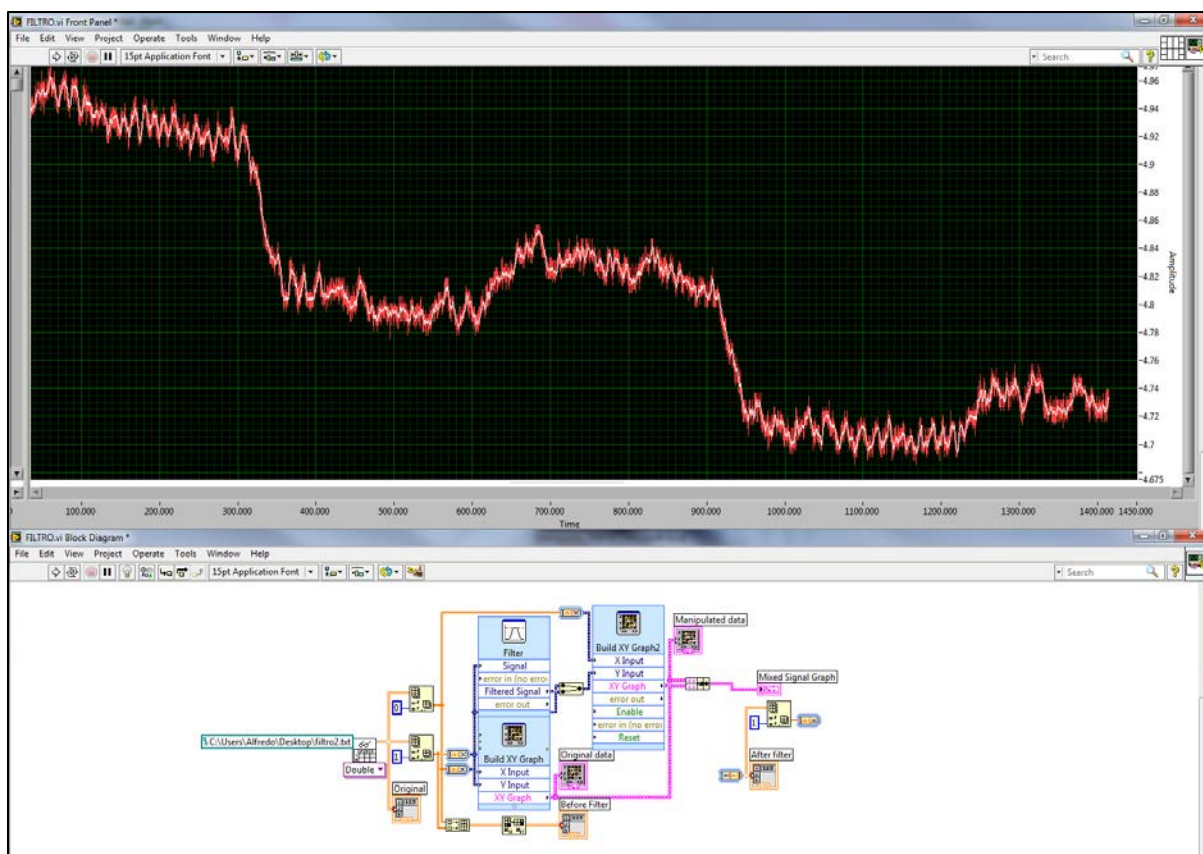 FILTRO.vi Front Panel *
File Edit View Project Operate Tools Window Help
15pt Application Font
Search
4.96
4.94
4.92
4.9
4.88
4.86
4.84
4.82
4.8
4.78
4.76
4.74
4.72
4.7
4.675
Amplitude
100.000 200.000 300.000 400.000 500.000 600.000 700.000 800.000 900.000 1000.000 1100.000 1200.000 1300.000 1400.000 1450.000
Time
FILTRO.vi Block Diagram *
File Edit View Project Operate Tools Window Help
15pt Application Font
Search
Filter
Signal
error in (no erro
Filtered Signal
error out
Build XY Graph
X Input
Y Input
XY Graph
Build XY Graph2
X Input
Y Input
XY Graph
error out
Enable
error in (no erro
Reset
Manipulated data
Mixed Signal Graph
0
1
C:\Users\Alfredo\Desktop\filtro2.txt
Double
Original
Original data
Before Filter
1
After filter